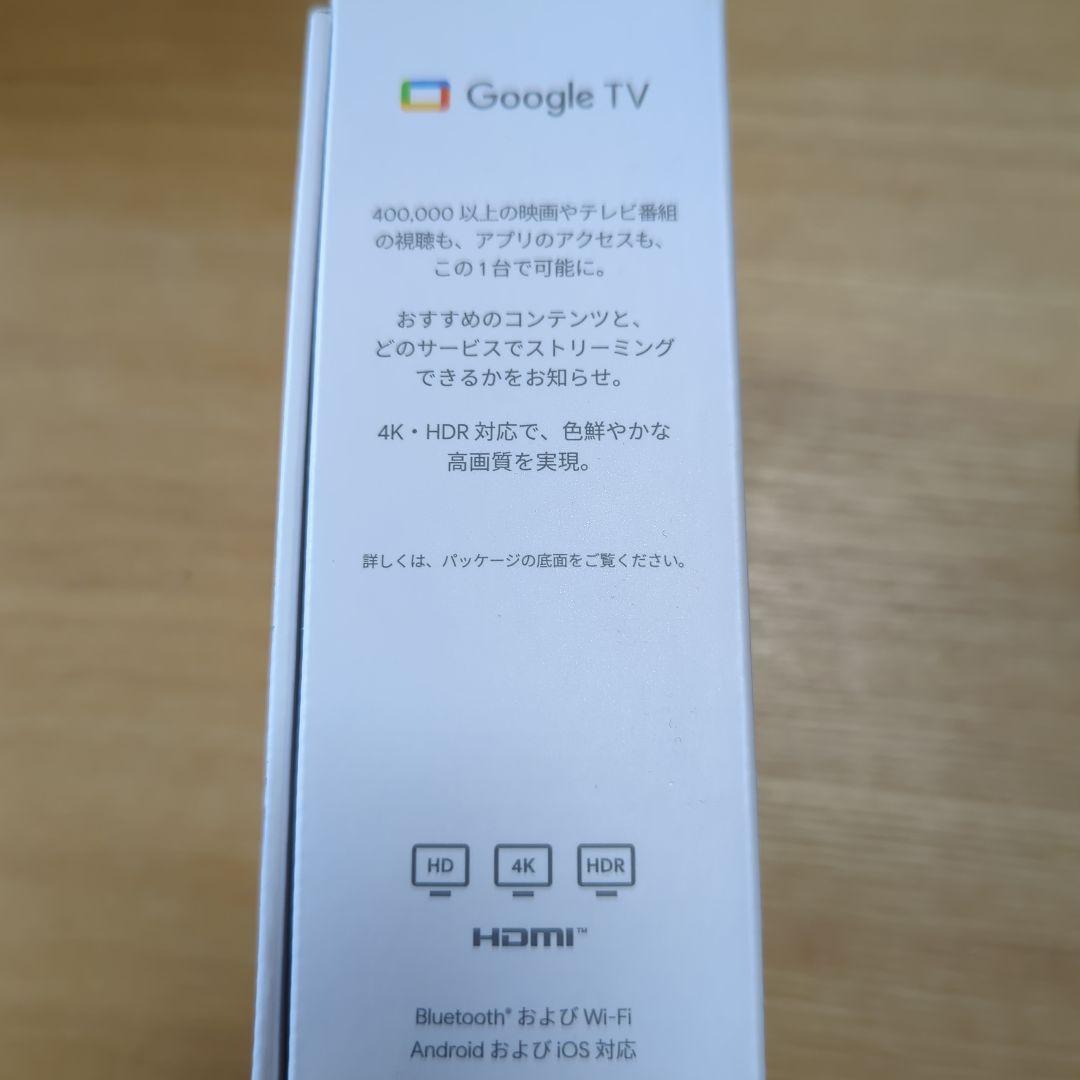 Google TV
400,000 以上の映画やテレビ番組
の視聴も、アプリのアクセスも、
この1台で可能に。
おすすめのコンテンツと、
どのサービスでストリーミング
できるかをお知らせ。
4K・HDR 対応で、色鮮やかな
高画質を実現。
詳しくは、パッケージの底面をご覧ください。
HD 4K HDR
HDMI™
Bluetooth® および Wi-Fi
Android および iOS 対応